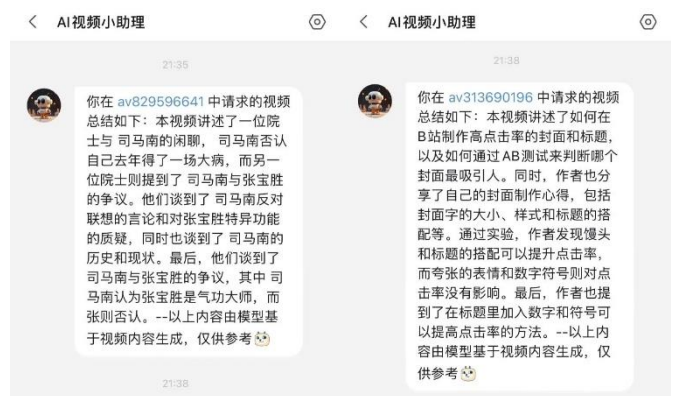 AI视频小助理
21:35
你在 av829596641 中请求的视频
总结如下：本视频讲述了一位院
士与 司马南的闲聊， 司马南否认
自己去年得了一场大病，而另一
位院士则提到了 司马南与张宝胜
的争议。他们谈到了 司马南反对
联想的言论和对张宝胜特异功能
的质疑，同时也谈到了 司马南的
历史和现状。最后，他们谈到了
司马南与张宝胜的争议，其中 司
马南认为张宝胜是气功大师，而
张则否认。--以上内容由模型基
于视频内容生成，仅供参考
21:38
AI视频小助理
21:38
你在 av313690196 中请求的视频
总结如下：本视频讲述了如何在
B站制作高点击率的封面和标题，
以及如何通过AB测试来判断哪个
封面最吸引人。同时，作者也分
享了自己的封面制作心得，包括
封面字的大小、样式和标题的搭
配等。通过实验，作者发现馒头
和标题的搭配可以提升点击率，
而夸张的表情和数字符号则对点
击率没有影响。最后，作者也提
到了在标题里加入数字和符号可
以提高点击率的方法。--以上内
容由模型基于视频内容生成，仅
供参考